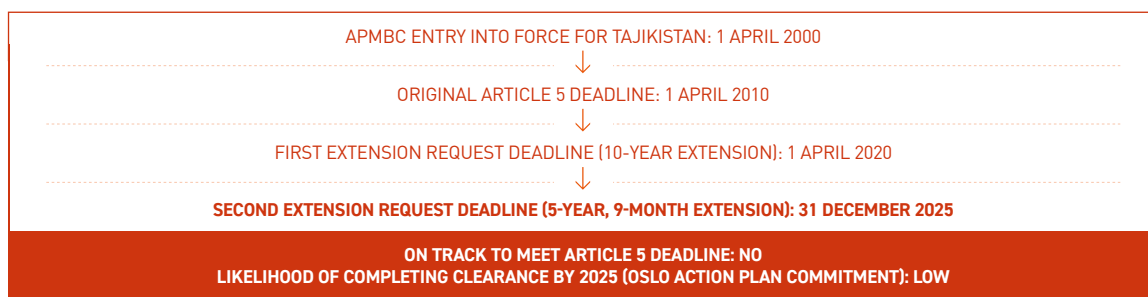 APMBC ENTRY INTO FORCE FOR TAJIKISTAN: 1 APRIL 2000
ORIGINAL ARTICLE 5 DEADLINE: 1 APRIL 2010
FIRST EXTENSION REQUEST DEADLINE (10-YEAR EXTENSION): 1 APRIL 2020
SECOND EXTENSION REQUEST DEADLINE (5-YEAR, 9-MONTH EXTENSION): 31 DECEMBER 2025
ON TRACK TO MEET ARTICLE 5 DEADLINE: NO
LIKELIHOOD OF COMPLETING CLEARANCE BY 2025 (OSLO ACTION PLAN COMMITMENT): LOW